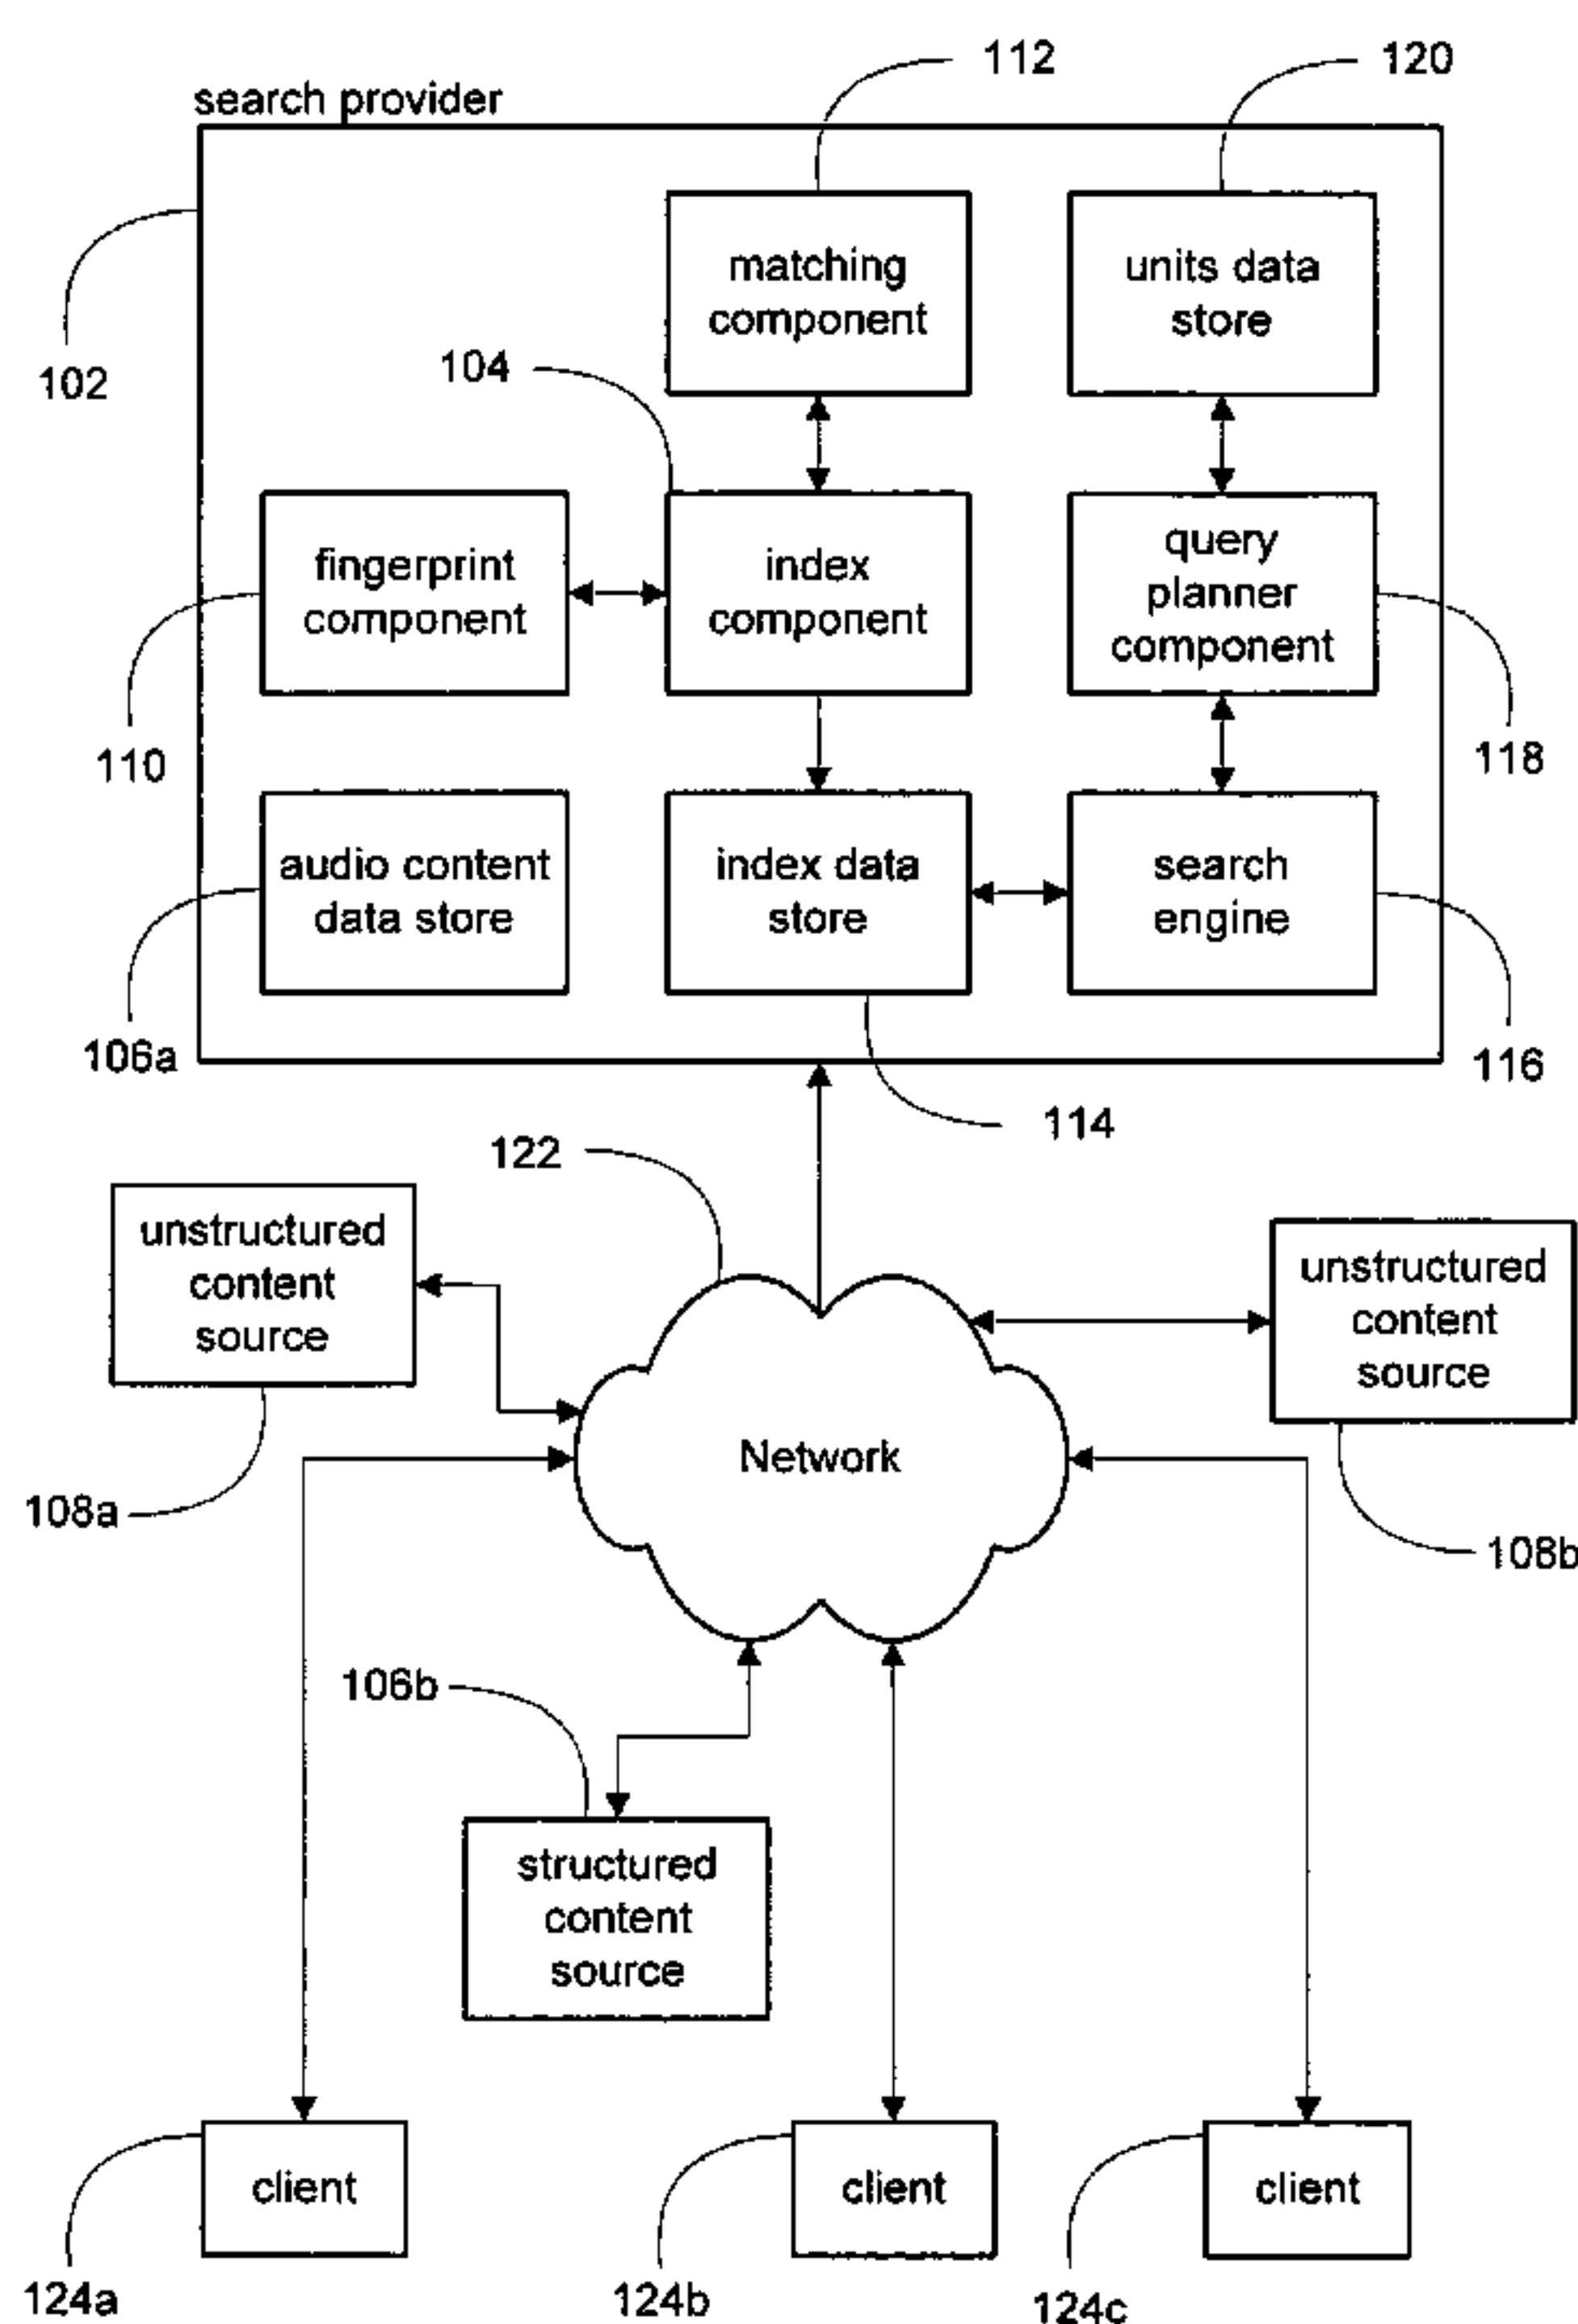 112
120
search provider
matching
component
units data
store
102
104
fingerprint
component
index
component
query
planner
component
110
118
audio content
data store
index data
store
search
engine
106a
116
114
122
unstructured
content
source
unstructured
content
source
Network
108a
108b
106b
structured
content
source
client
client
client
124a
124b
124c